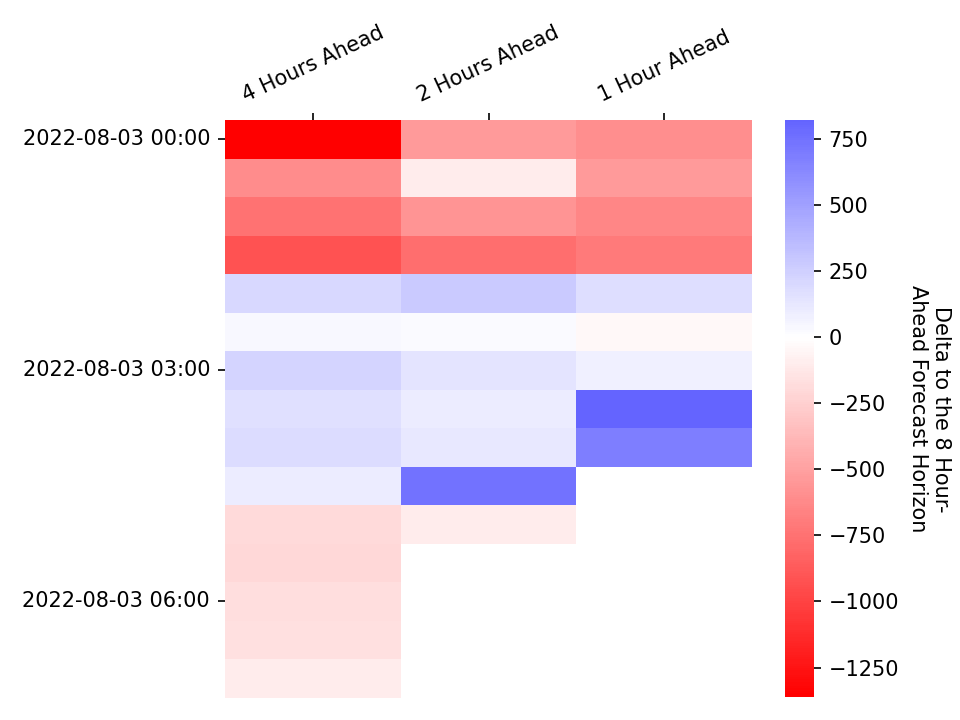 4 Hours Ahead
2 Hours Ahead
1 Hour Ahead
2022-08-03 00:00
2022-08-03 03:00
2022-08-03 06:00
750
500
250
0
−250
−500
−750
−1000
−1250
Delta to the 8 Hour-
Ahead Forecast Horizon